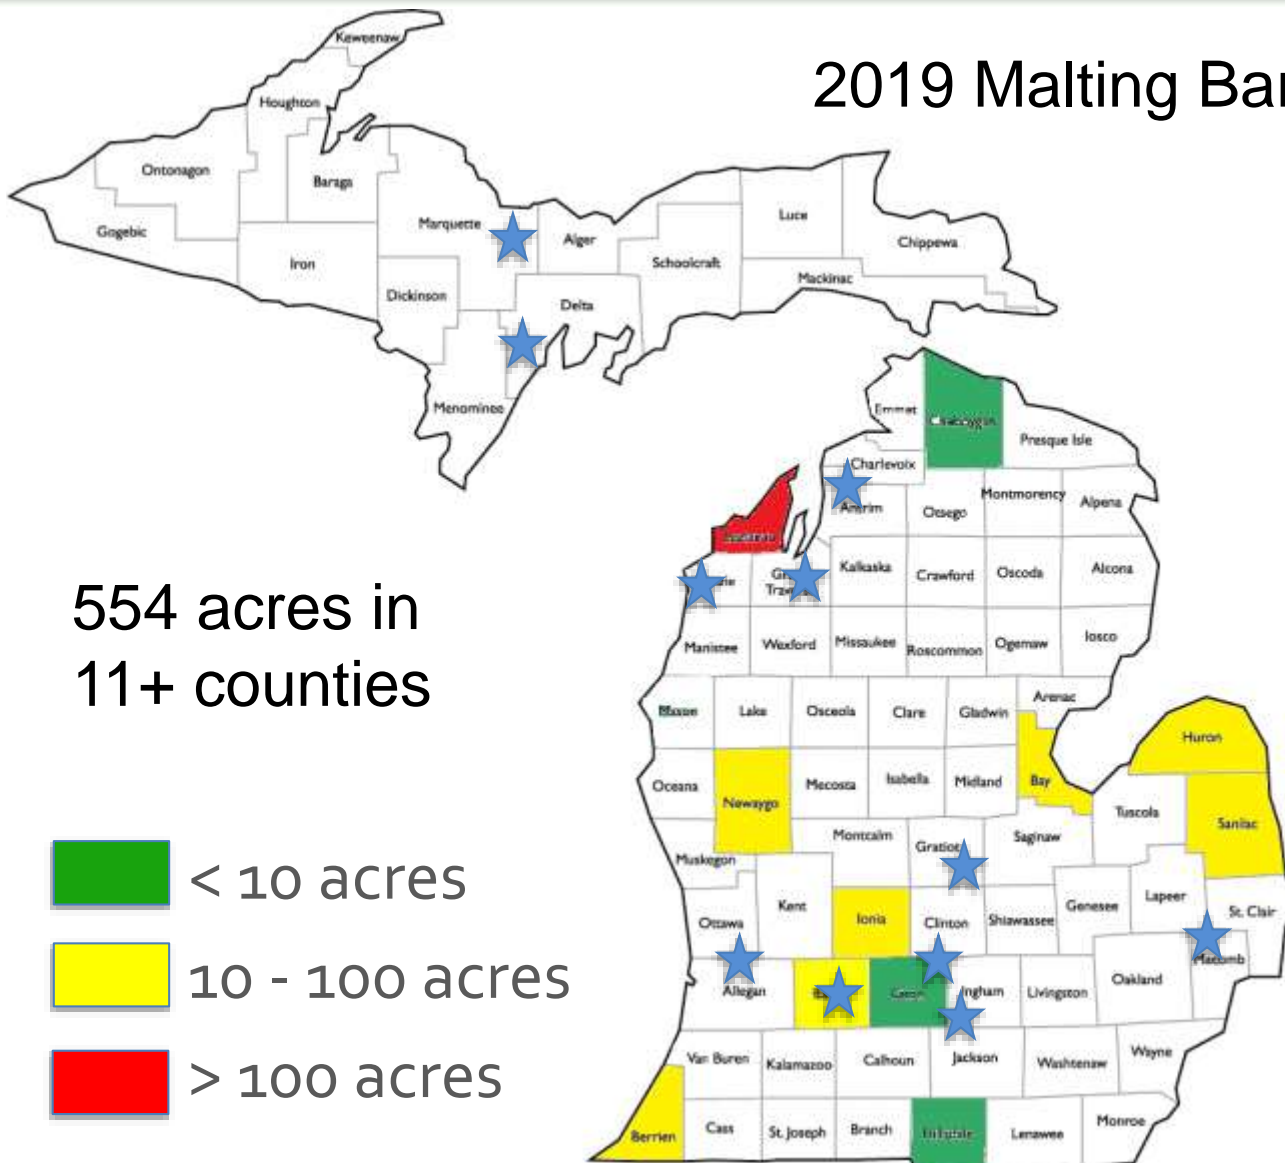 2019 Malting Bar
Keweenaw
Houghton
Ontonagon
Baraga
Gogebic
Marquette
Alger
Luce
Chippewa
Iron
Schoolcraft
Mackinac
Dickinson
Delta
Menominee
Emmet
Cheboygan
Presque Isle
Charlevoix
Antrim
Otsego
Montmorency
Alpena
Kalkaska
Crawford
Oscoda
Alcona
554 acres in
11+ counties
Manistee
Wexford
Missaukee
Roscommon
Ogemaw
Iosco
Mason
Lake
Osceola
Clare
Gladwin
Arenac
Huron
Oceana
Newaygo
Mecosta
Isabella
Midland
Bay
Tuscola
Sanilac
Muskegon
Montcalm
Gratiot
Saginaw
< 10 acres
Ottawa
Kent
Ionia
Clinton
Shiawassee
Genesee
Lapeer
St. Clair
Macomb
10 - 100 acres
Allegan
Eaton
Ingham
Livingston
Oakland
> 100 acres
Van Buren
Kalamazoo
Calhoun
Jackson
Washtenaw
Wayne
Berrien
Cass
St. Joseph
Branch
Hillsdale
Lenawee
Monroe